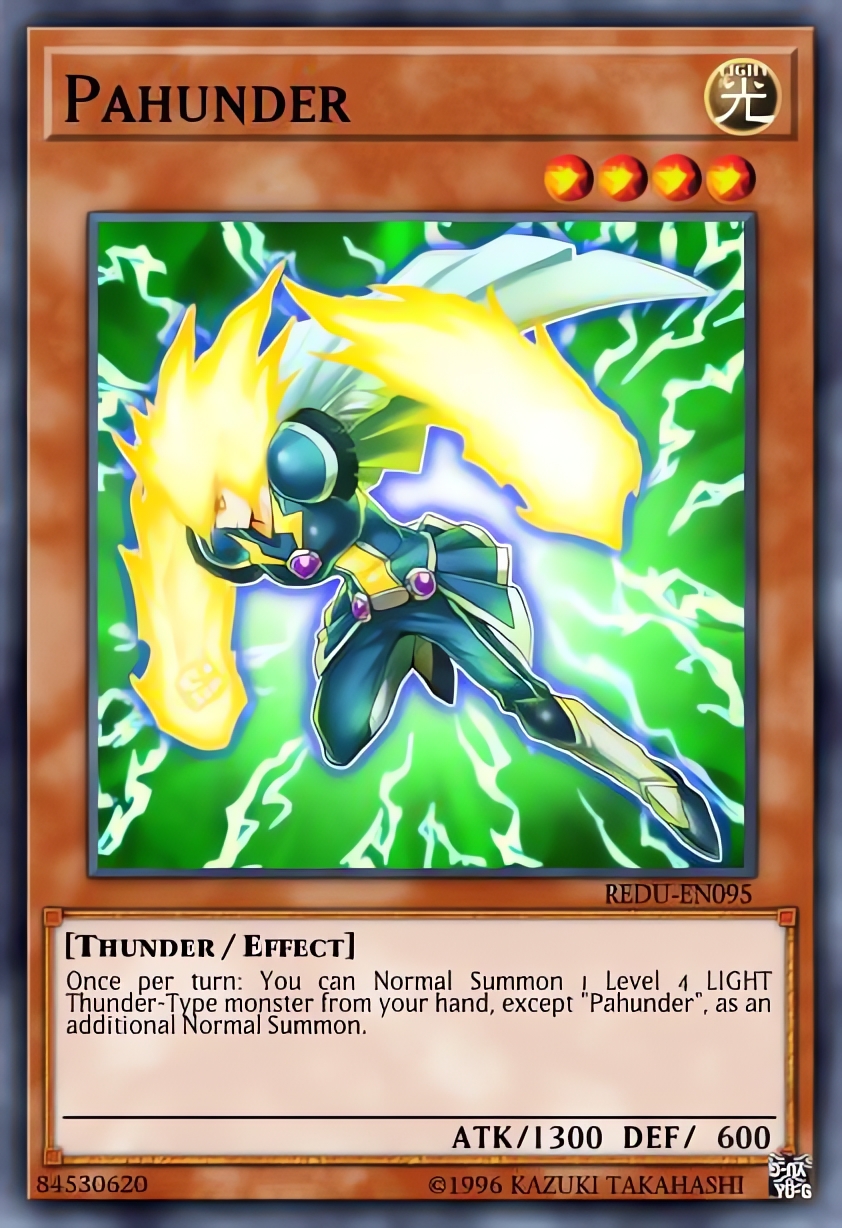 PAHUNDER
LIGHT
光
REDU-EN095
[THUNDER / EFFECT]
Once per turn: You can Normal Summon 1 Level 4 LIGHT
Thunder-Type monster from your hand, except "Pahunder", as an
additional Normal Summon.
ATK/1300 DEF/ 600
84530620
©1996 KAZUKI TAKAHASHI